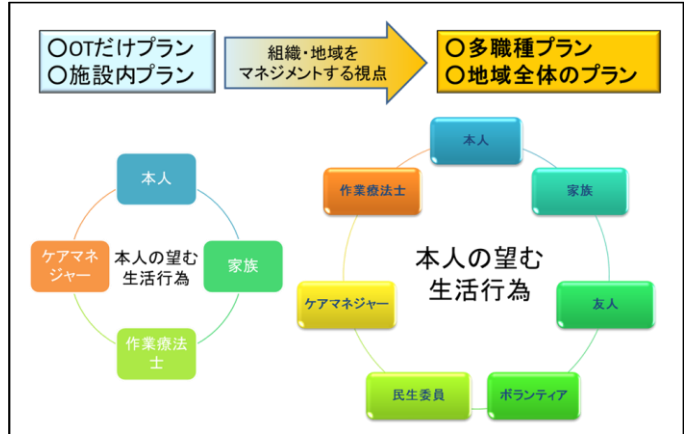 ○OTだけプラン
○施設内プラン
組織・地域を
マネジメントする視点
○多職種プラン
○地域全体のプラン
本人
ケアマネ
ジャー
本人の望む
生活行為
家族
作業療法
士
本人
作業療法士
家族
本人の望む
生活行為
ケアマネジャー
友人
民生委員
ボランティア